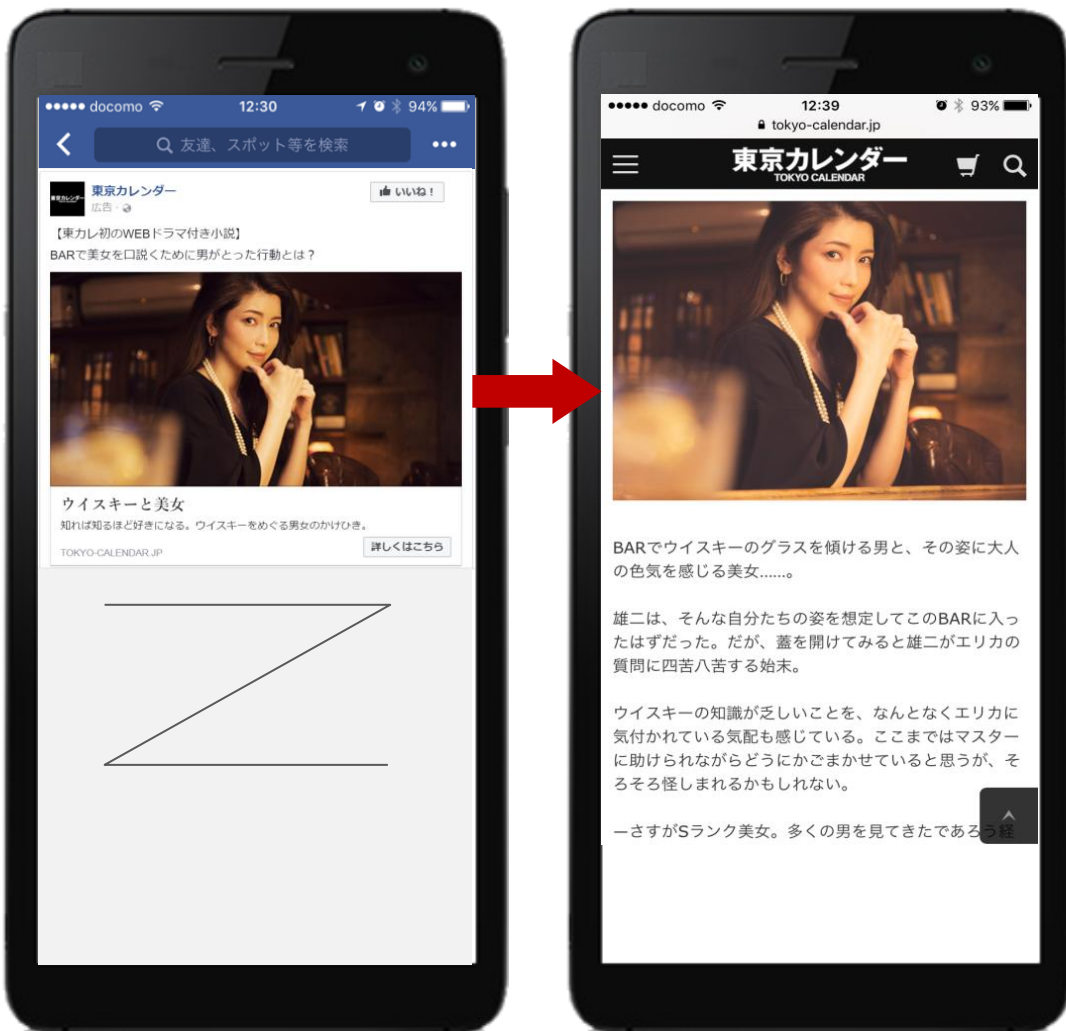 docomo 12:30 94%
友達、スポット等を検索
東京カレンダー
東京カレンダー いいね！
広告・
【東カレ初のWEBドラマ付き小説】
BARで美女を口説くために男がとった行動とは？
ウイスキーと美女
知れば知るほど好きになる。ウイスキーをめぐる男女のかけひき。
TOKYO-CALENDAR.JP 詳しくはこちら
docomo 12:39 93%
tokyo-calendar.jp
東京カレンダー
TOKYO CALENDAR
BARでウイスキーのグラスを傾ける男と、その姿に大人
の色気を感じる美女......。
雄二は、そんな自分たちの姿を想定してこのBARに入っ
たはずだった。だが、蓋を開けてみると雄二がエリカの
質問に四苦八苦する始末。
ウイスキーの知識が乏しいことを、なんとなくエリカに
気付かれている気配も感じている。ここまではマスター
に助けられながらどうにかごまかせていると思うが、そ
ろそろ怪しまれるかもしれない。
―さすがSランク美女。多くの男を見てきたであろう経